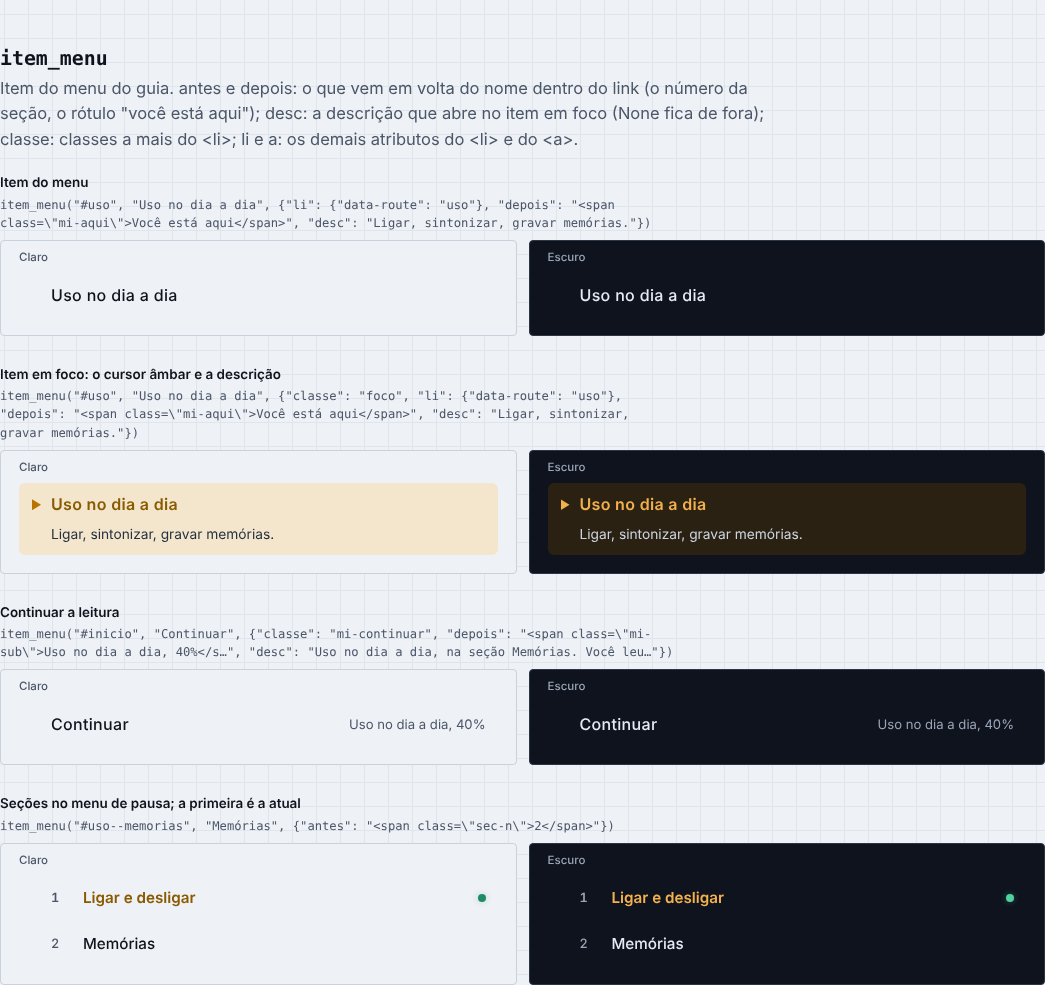 item_menu
Item do menu do guia. antes e depois: o que vem em volta do nome dentro do link (o número da
seção, o rótulo "você está aqui"); desc: a descrição que abre no item em foco (None fica de fora);
classe: classes a mais do <li>; li e a: os demais atributos do <li> e do <a>.
Item do menu
item_menu("#uso", "Uso no dia a dia", {"li": {"data-route": "uso"}, "depois": "<span
class=\"mi-aqui\">Você está aqui</span>", "desc": "Ligar, sintonizar, gravar memórias."})
Claro
Uso no dia a dia
Escuro
Uso no dia a dia
Item em foco: o cursor âmbar e a descrição
item_menu("#uso", "Uso no dia a dia", {"classe": "foco", "li": {"data-route": "uso"},
"depois": "<span class=\"mi-aqui\">Você está aqui</span>", "desc": "Ligar, sintonizar,
gravar memórias."})
Claro
Uso no dia a dia
Ligar, sintonizar, gravar memórias.
Escuro
Uso no dia a dia
Ligar, sintonizar, gravar memórias.
Continuar a leitura
item_menu("#inicio", "Continuar", {"classe": "mi-continuar", "depois": "<span class=\"mi-
sub\">Uso no dia a dia, 40%</s…", "desc": "Uso no dia a dia, na seção Memórias. Você leu…"})
Claro
Continuar Uso no dia a dia, 40%
Escuro
Continuar Uso no dia a dia, 40%
Seções no menu de pausa; a primeira é a atual
item_menu("#uso--memorias", "Memórias", {"antes": "<span class=\"sec-n\">2</span>"})
Claro
1 Ligar e desligar
2 Memórias
Escuro
1 Ligar e desligar
2 Memórias